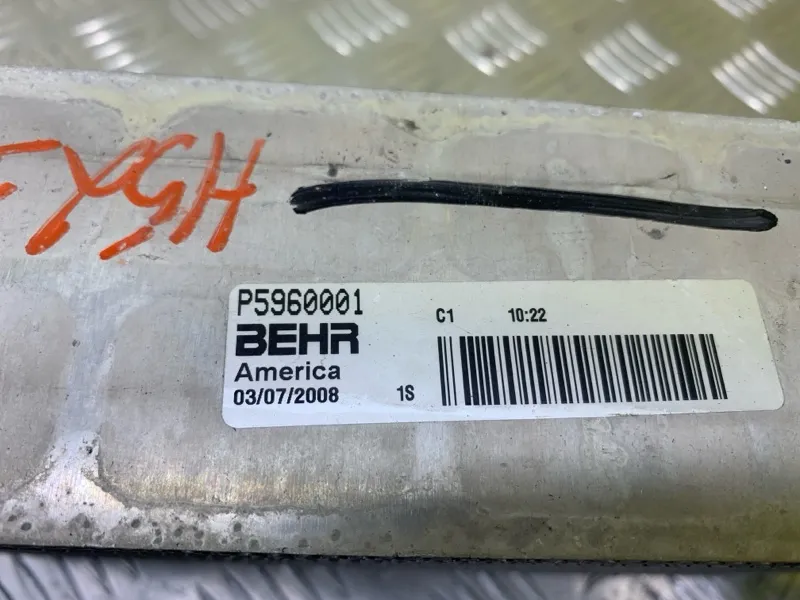 P5960001
C1 10:22
BEHR
America
03/07/2008 1S